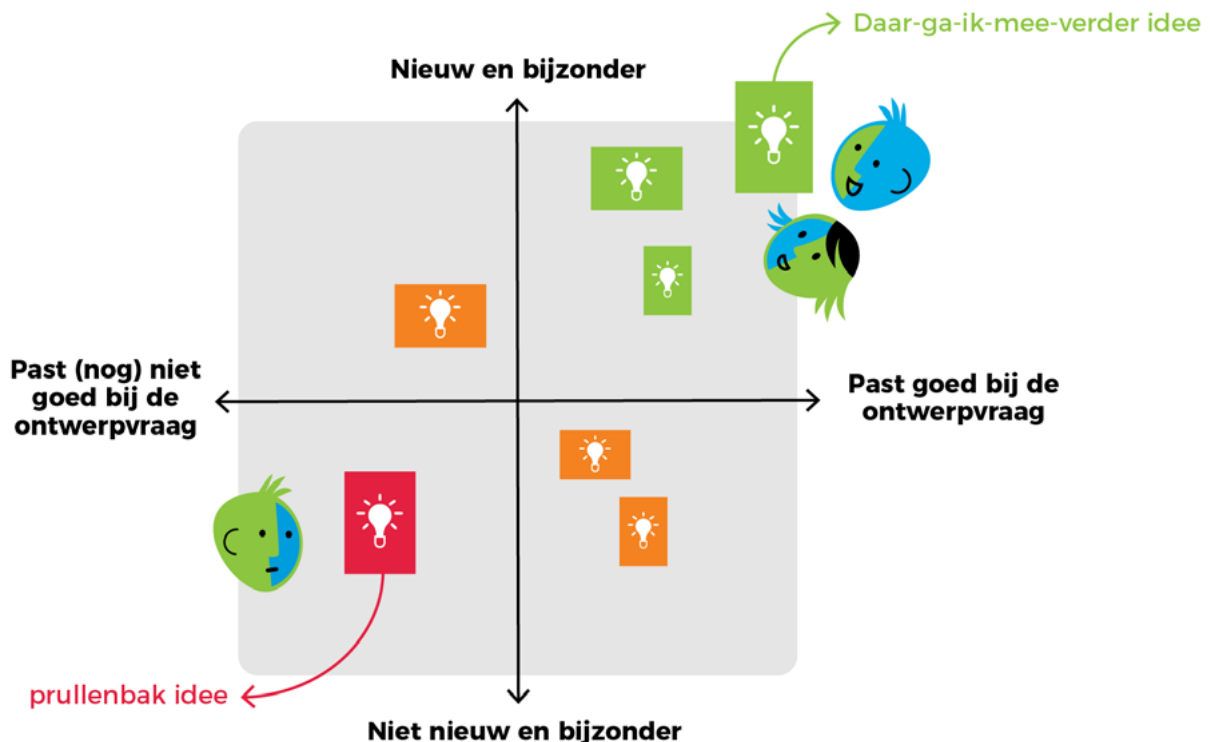 Daar-ga-ik-mee-verder idee
Nieuw en bijzonder
Past (nog) niet
goed bij de
ontwerpvraag
Past goed bij de
ontwerpvraag
prullenbak idee
Niet nieuw en bijzonder